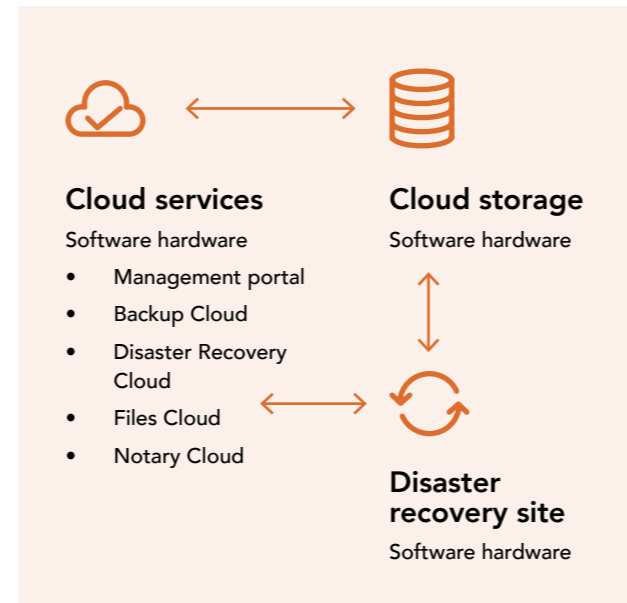 Cloud services
Software hardware
• Management portal
• Backup Cloud
• Disaster Recovery
Cloud
• Files Cloud
• Notary Cloud
Cloud storage
Software hardware
Disaster
recovery site
Software hardware